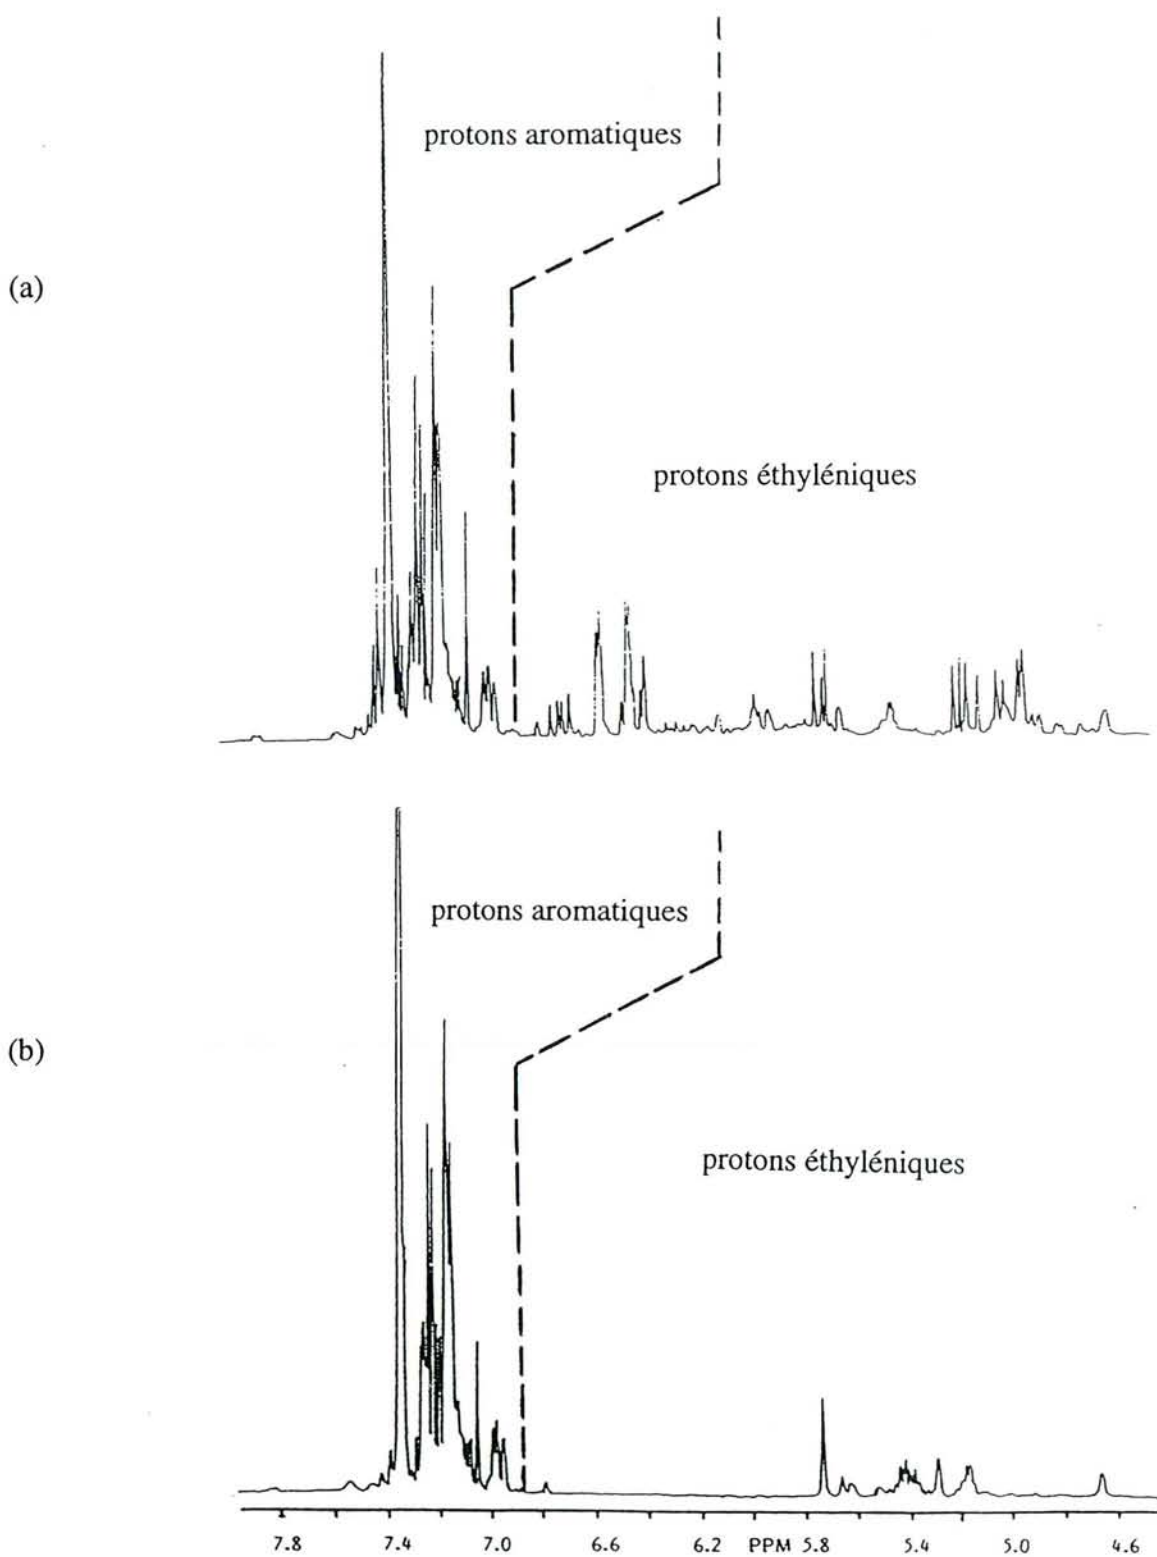 protons aromatiques
(a)
protons éthyléniques
protons aromatiques
(b)
protons éthyléniques
7.8 7.4 7.0 6.6 6.2 PPM 5.8 5.4 5.0 4.6